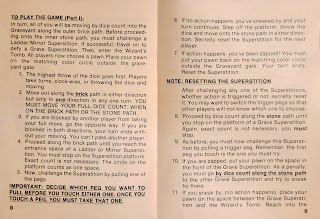 TO PLAY THE GAME (Part I):
In turn, all of you will be moving by dice count into the
Graveyard along the outer brick path. Before proceed-
ing onto the inner stone path, you must challenge a
Ladder/Mirror Superstition. If successful, travel on to
defy a Grave Superstition. Then, enter the Wizard's
Tomb. All players now choose a Pawn. Place your pawn
on the matching color circle outside the grave-
yard gate.
1. The highest throw of the dice goes first. Players
take turns, clockwise, in throwing the dice and
moving.
2. Move out along the brick path in either direction
but only in one direction in any one turn. YOU
MUST MOVE YOUR FULL DICE COUNT, WHEN
ON THE BRICK PATH OR THE STONE PATH.
3. If you are blocked by another player from taking
your full move, go the opposite way. If you are
blocked in both directions, your turn ends with-
out your moving. You can't pass another player.
4. Proceed along the brick path until you reach the
entrance space of a Ladder or Mirror Supersti-
tion. You must stop on the Superstition platform.
Exact count is not necessary. The circle on the
platform counts as one space.
5. Now, challenge the Superstition by pulling one
of the pegs.
IMPORTANT: DECIDE WHICH PEG YOU WANT TO
PULL BEFORE YOU TOUCH EITHER ONE. ONCE YOU
TOUCH A PEG, YOU MUST TAKE THAT ONE.
8
6. If no action happens, you've sneaked by and your
turn continues. Step off the platform: throw the
dice and move onto the stone path in either direc-
tion. Secretly reset the Superstition for the next
player.
7. If action happens, you've been zapped! You must
put your pawn back on the matching color circle
outside the Graveyard gate. Your turn ends.
Reset the Superstition.
NOTE: RESETTING THE SUPERSTITION
After challenging any of the Superstitions,
whether action is triggered or not, secretly reset
it. You may want to switch the trigger peg so that
other players will not know which one to choose.
8. Proceed by dice count along the stone path until
you stop on the platform of a Grave Superstition.
Again, exact count is not necessary, you must
stop.
9. As before, you must now challenge this Supersti-
tion by pulling a trigger peg. Remember, the first
peg you touch is the one you must try.
10. If you are zapped, put your pawn on the space in
the front of the Grave Superstition. As a penalty,
you must go by dice count along the stone path
to the other Grave Superstition and try to sneak
by there.
11. If you sneak by, (no action happens), place your
pawn on the space between the Grave Supersti-
tion and the Wizard's Tomb. Reach into the
9